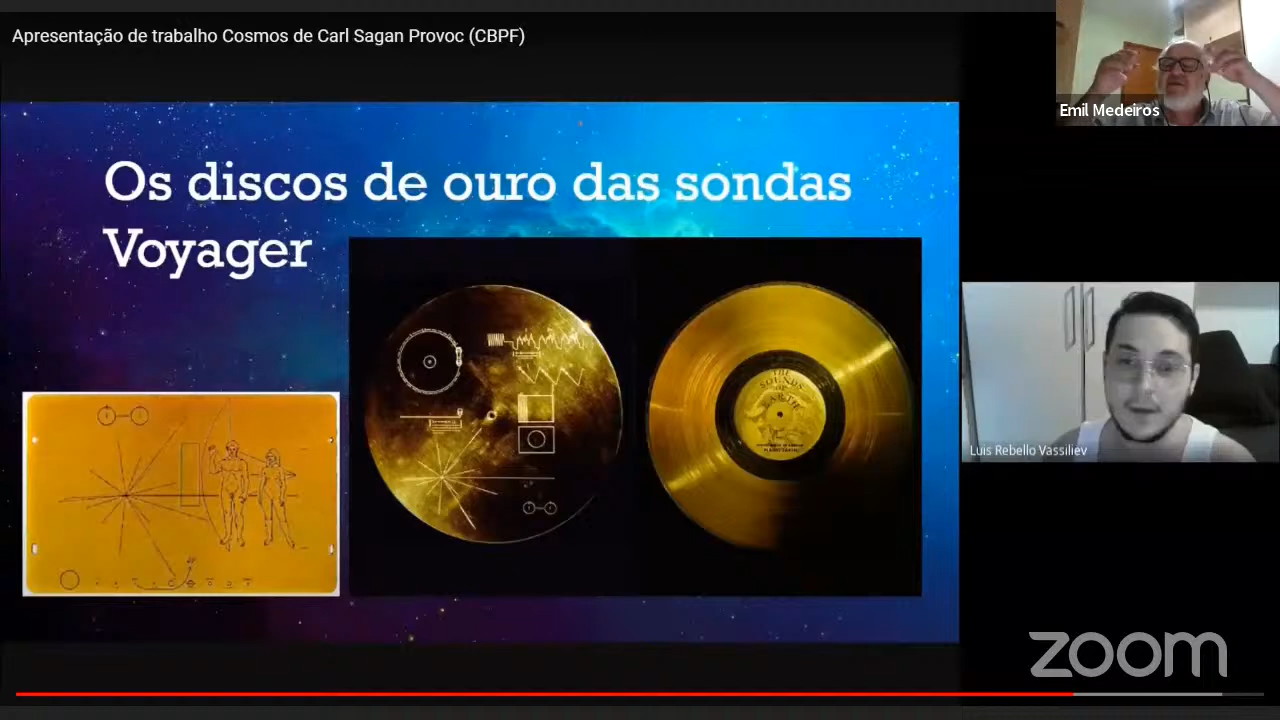 Apresentação de trabalho Cosmos de Carl Sagan Provoc (CBPF)
Emil Medeiros
Os discos de ouro das sondas
Voyager
THE
SOUNDS
OF
EARTH
Luis Rebello Vassiliev
zoom